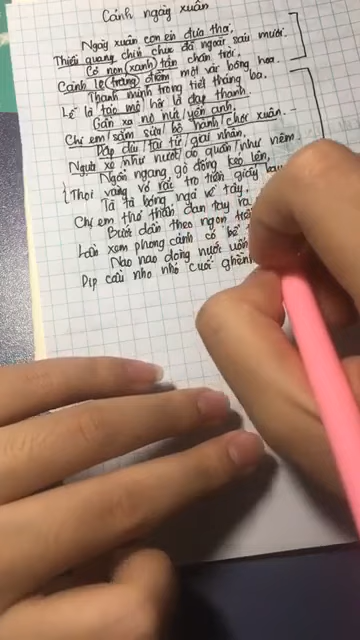 Cảnh ngày xuân
Ngày xuân con én đưa thoi,
Thiều quang chín chục đã ngoài sáu mươi.
Cỏ non xanh tận chân trời,
Cành lê trắng điểm một vài bông hoa.
Thanh minh trong tiết tháng ba,
Lễ là tảo mộ hội là đạp thanh.
Gần xa nô nức yến anh,
Chị em sắm sửa bộ hành chơi xuân.
Dập dìu tài tử giai nhân,
Ngựa xe như nước áo quần như nêm.
Ngổn ngang gò đống kéo lên,
Thoi vàng vó rắc tro tiền giấy bay.
Tà tà bóng ngả về tây,
Chị em thơ thẩn dan tay ra
Bước dần theo ngọn
Lần xem phong cảnh có bề
Nao nao dòng nước uốn
Dịp cầu nho nhỏ cuối ghềnh